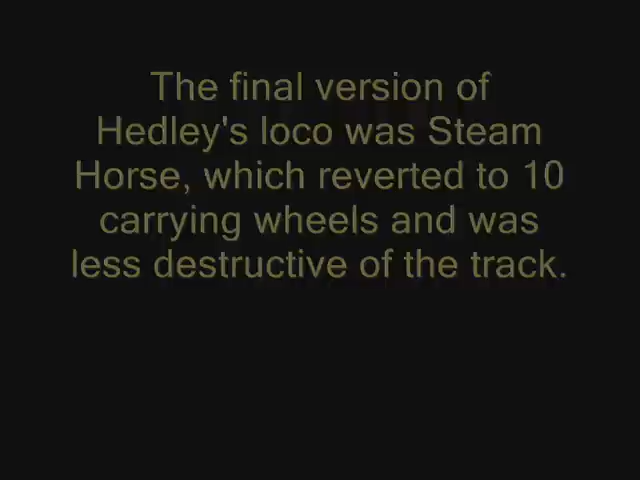 The final version of
Hedley's loco was Steam
Horse, which reverted to 10
carrying wheels and was
less destructive of the track.